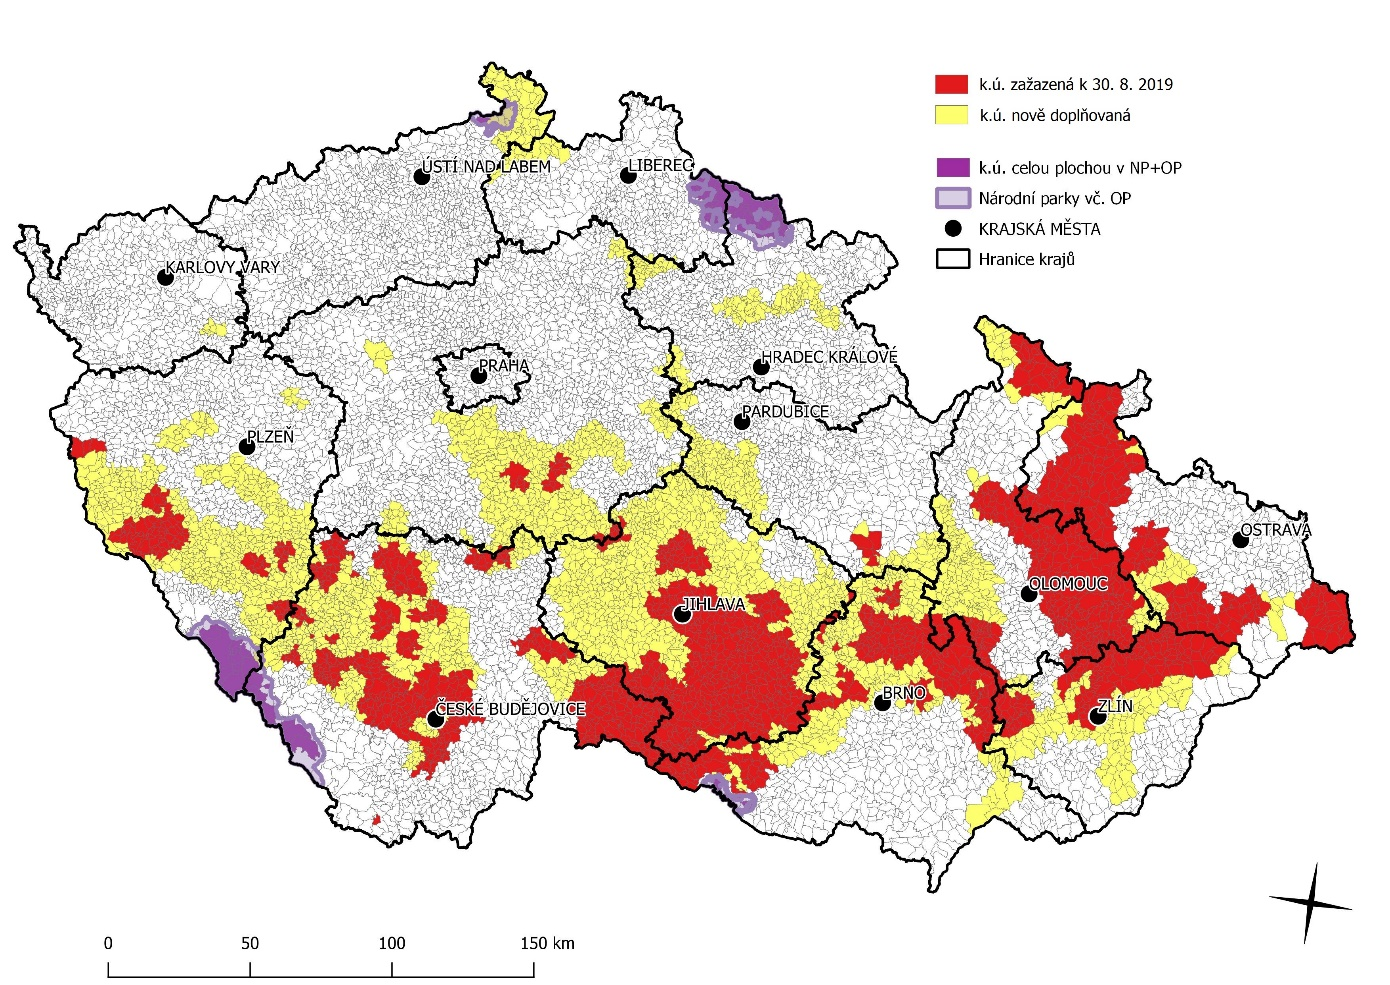 k.ú. zažazená k 30. 8. 2019
k.ú. nově doplňovaná
k.ú. celou plochou v NP+OP
Národní parky vč. OP
KRAJSKÁ MĚSTA
Hranice krajů
ÚSTÍ NAD LABEM
LIBEREC
KARLOVY VARY
PRAHA
HRADEC KRÁLOVÉ
PARDUBICE
PLZEŇ
OSTRAVA
OLOMOUC
JIHLAVA
BRNO
ČESKÉ BUDĚJOVICE
ZLÍN
0 50 100 150 km